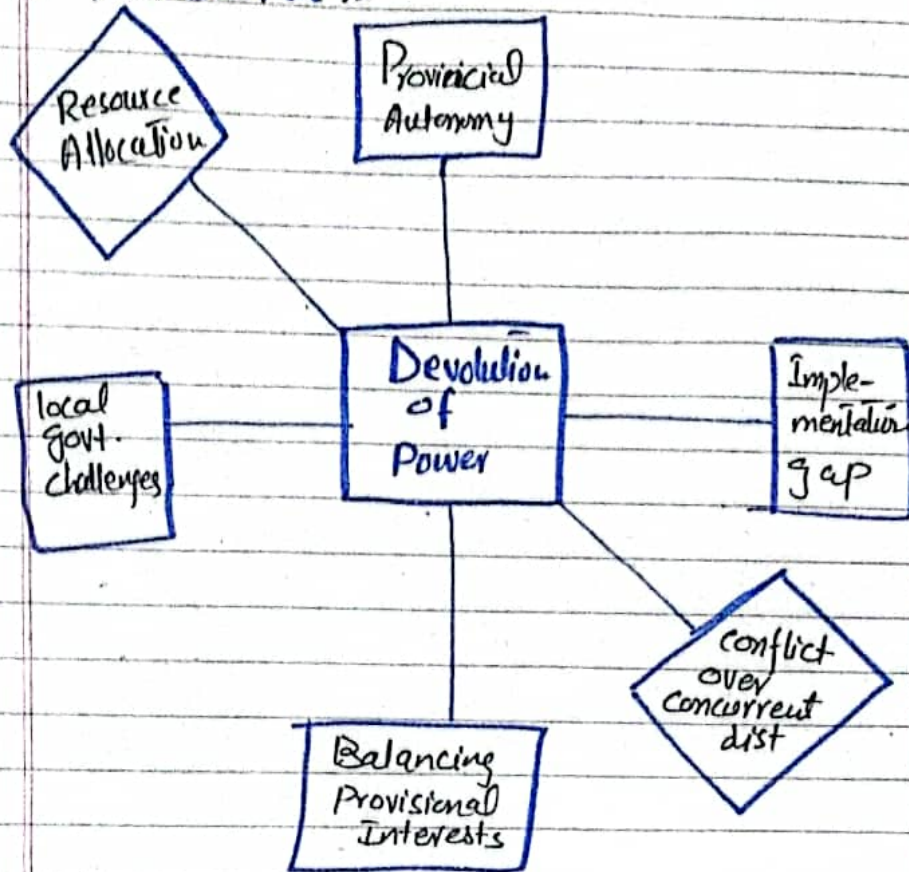 Resource
Allocation
Provinicial
Autonomy
Devolution
of
Power
local
govt.
challenges
Imple-
mentation
gap
Conflict
over
Concurrent
dist
Balancing
Provisional
Interests